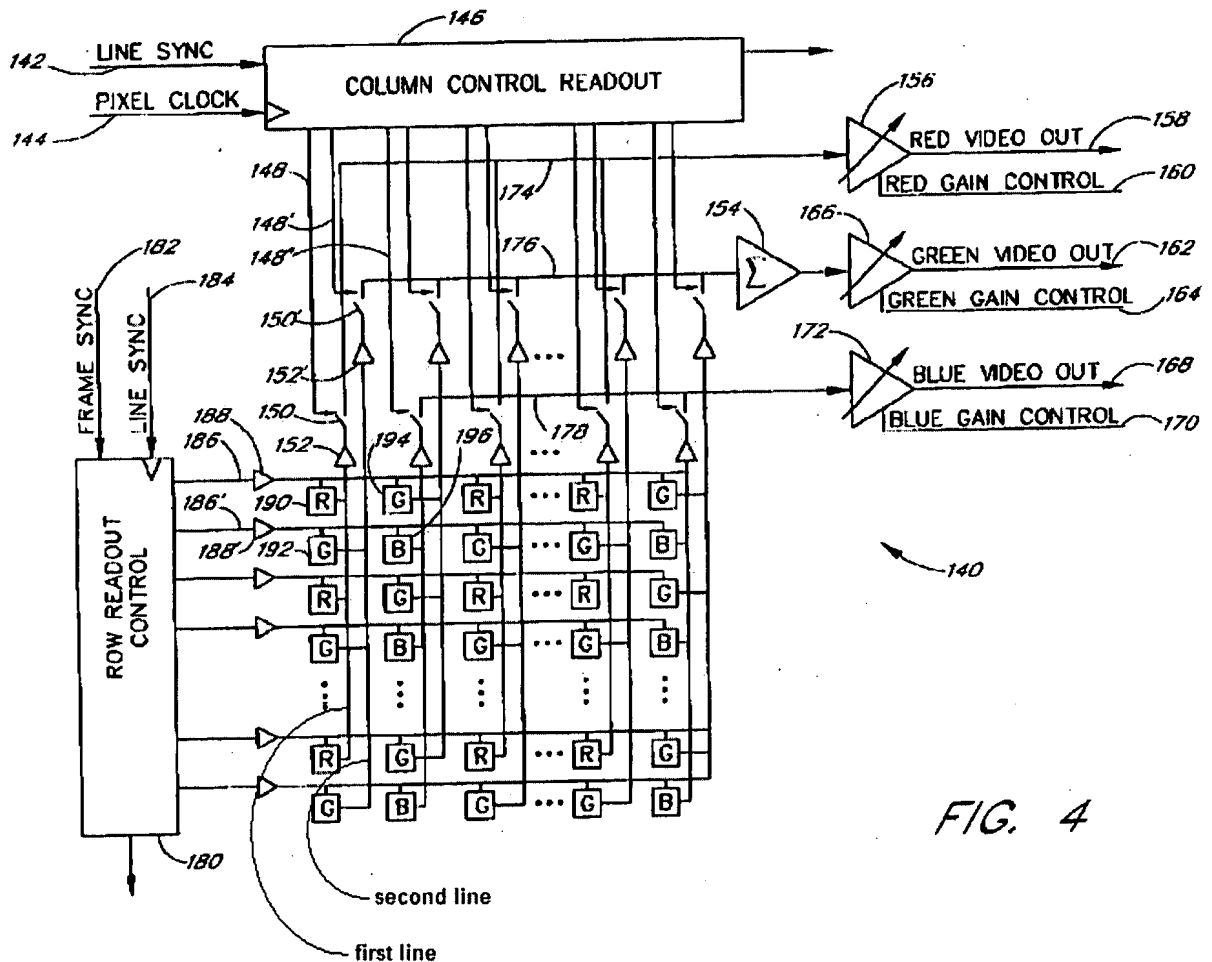 146
142 LINE SYNC
COLUMN CONTROL READOUT
144 PIXEL CLOCK
156
RED VIDEO OUT 158
RED GAIN CONTROL 160
148
174
148'
148"
176
154
Σ
166
GREEN VIDEO OUT 162
GREEN GAIN CONTROL 164
182
184
FRAME SYNC
LINE SYNC
150'
152'
172
BLUE VIDEO OUT 168
BLUE GAIN CONTROL 170
188
150
152
194
196
178
186
190 R G R R G
186'
188'
192 G B G G B
R G R R G
G B G G B
140
ROW READOUT CONTROL
R G R R G
G B G G B
180
FIG. 4
second line
first line